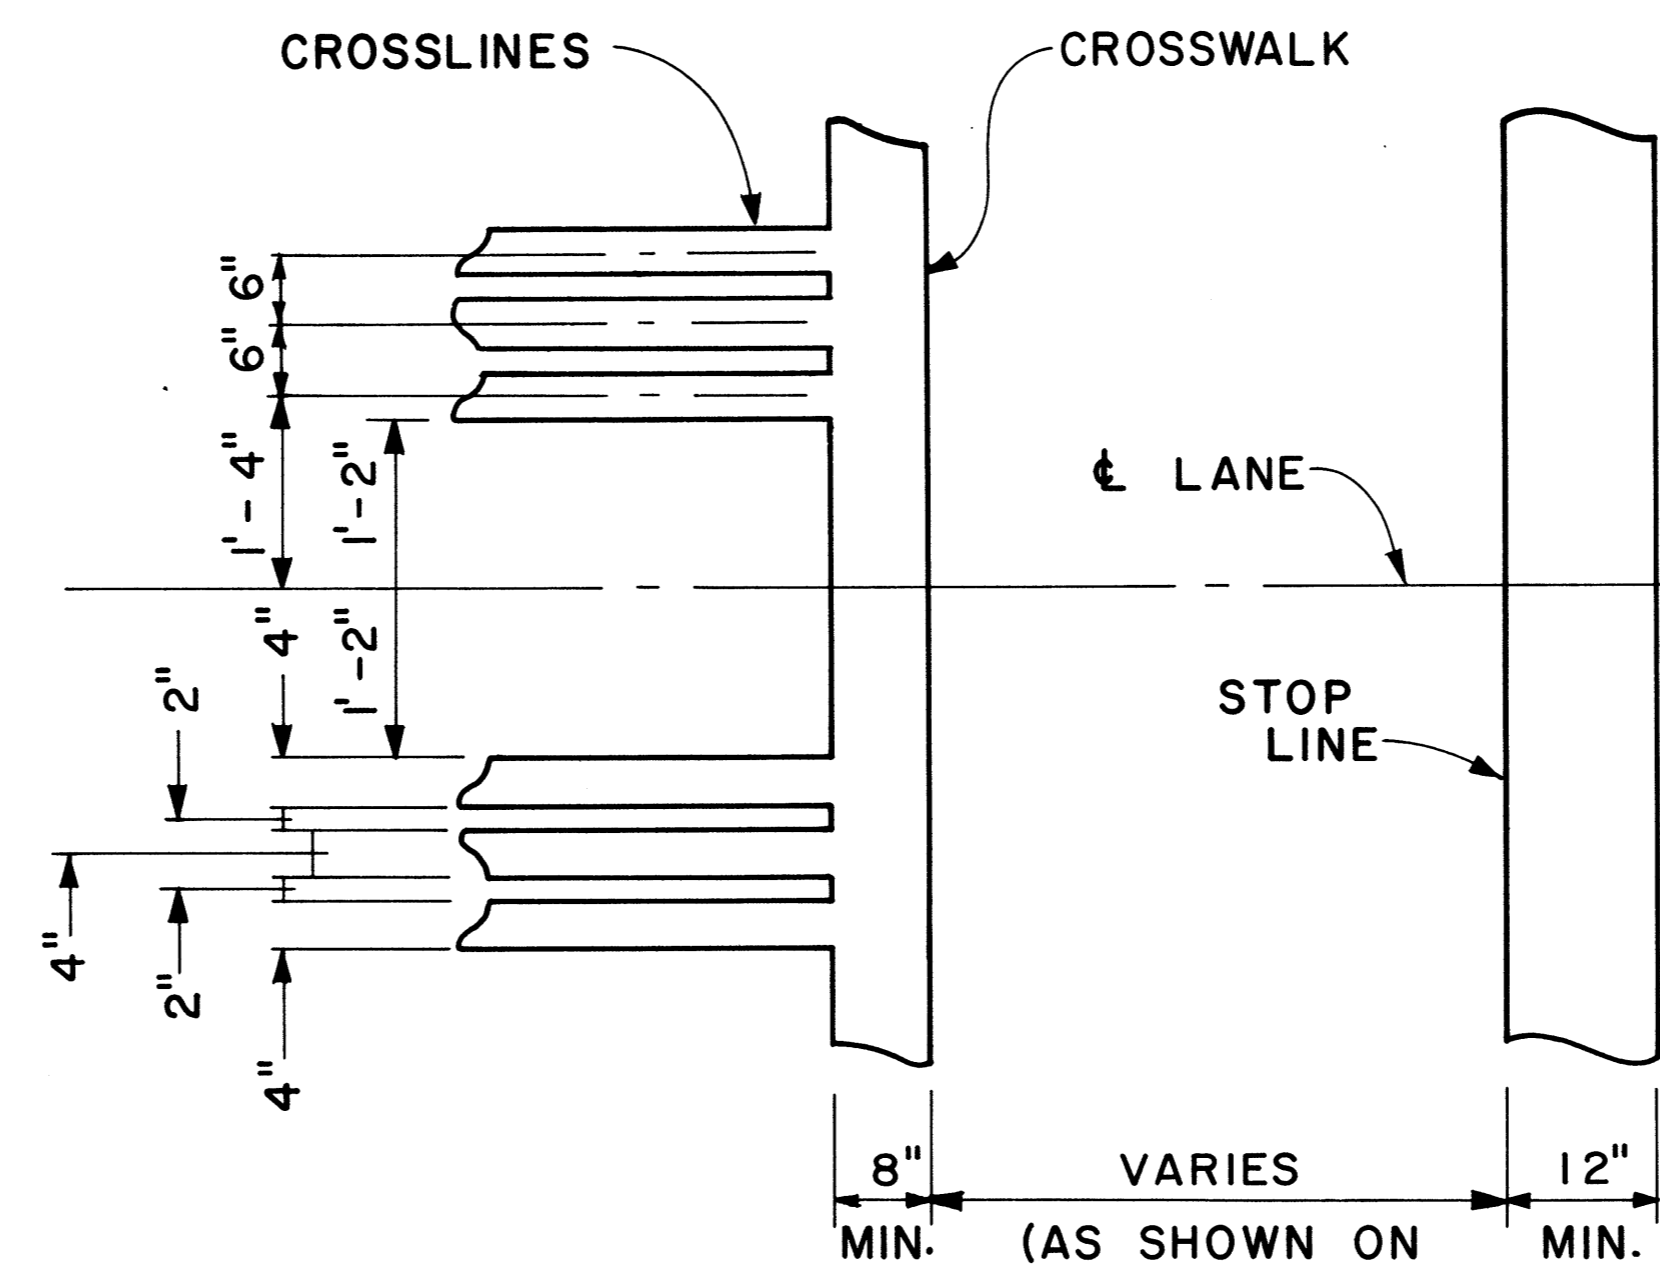 CROSSLINES
CROSSWALK
6"
6"
1'-4"
1'-2"
℄ LANE
4"
1'-2"
2"
STOP
LINE
4"
2"
4"
8"
VARIES
12"
MIN.
(AS SHOWN ON
MIN.